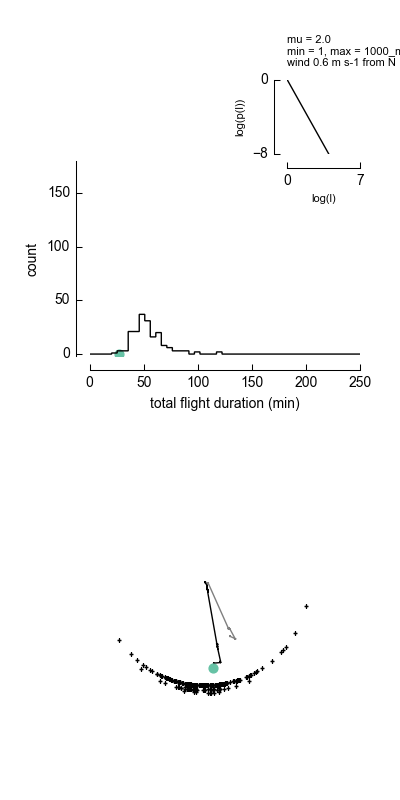 mu = 2.0
min = 1, max = 1000_m
wind 0.6 m s-1 from N
0
log(p(l))
−8
0 7
log(l)
150
100
count
50
0
0 50 100 150 200 250
total flight duration (min)